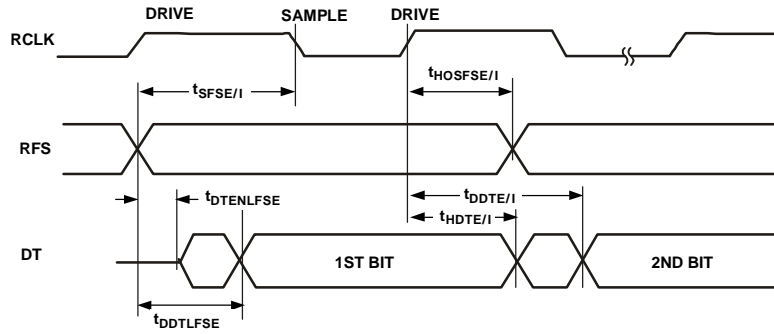 DRIVE SAMPLE DRIVE
RCLK
tSFSE/I tHOSFSE/I
RFS
tDDTE/I
tDTENLFSE
tHDTE/I
DT 1ST BIT 2ND BIT
tDDTLFSE